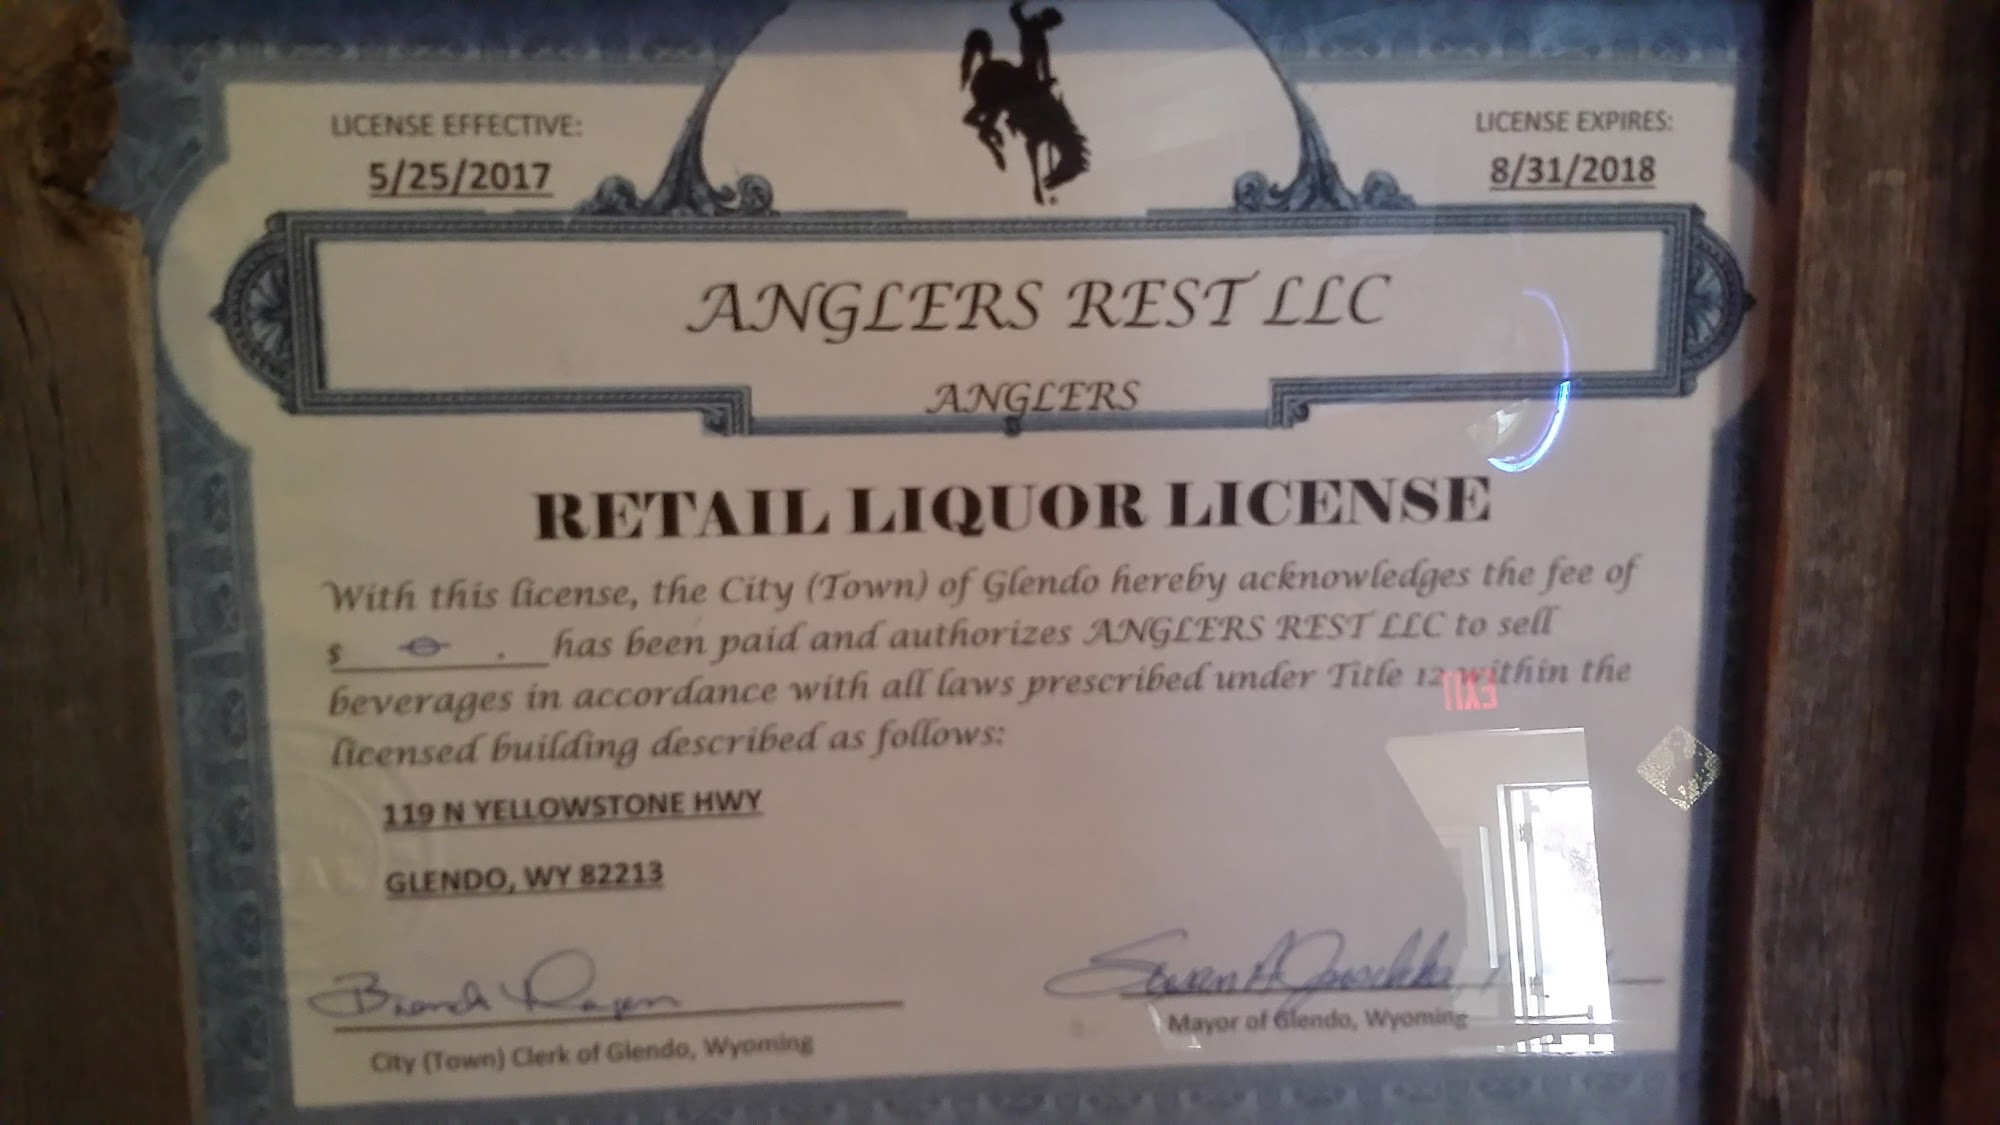 LICENSE EFFECTIVE:
5/25/2017
LICENSE EXPIRES:
8/31/2018
ANGLERS REST LLC
ANGLERS
RETAIL LIQUOR LICENSE
With this license, the City (Town) of Glendo hereby acknowledges the fee of
$ 0 . has been paid and authorizes ANGLERS REST LLC to sell
beverages in accordance with all laws prescribed under Title 12 within the
licensed building described as follows:
EXIT
119 N YELLOWSTONE HWY
GLENDO, WY 82213
City (Town) Clerk of Glendo, Wyoming
Mayor of Glendo, Wyoming